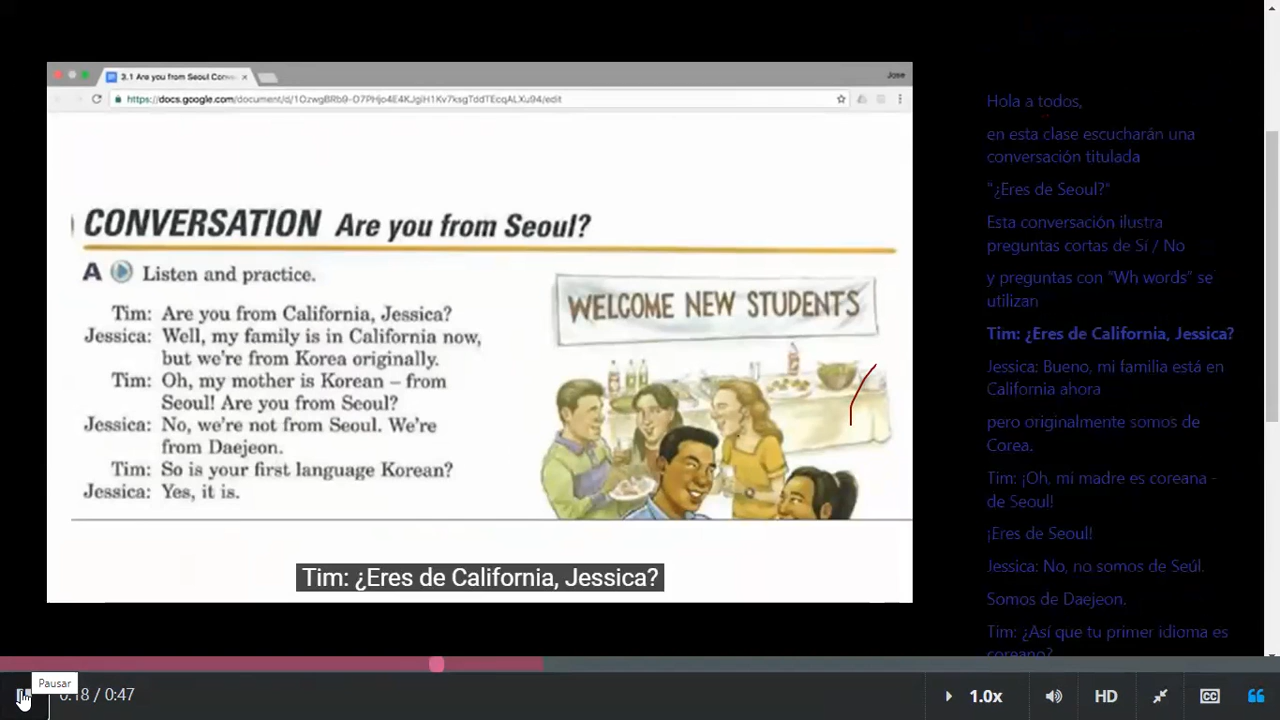 3.1 Are you from Seoul Conv
Jose
https://docs.google.com/document/d/1OzwgBRb9-O7PHjo4E4KJgiH1Kv7ksgTddTEcqALXu94/edit
CONVERSATION Are you from Seoul?
A Listen and practice.
Tim: Are you from California, Jessica?
Jessica: Well, my family is in California now,
but we're from Korea originally.
Tim: Oh, my mother is Korean – from
Seoul! Are you from Seoul?
Jessica: No, we're not from Seoul. We're
from Daejeon.
Tim: So is your first language Korean?
Jessica: Yes, it is.
WELCOME NEW STUDENTS
Tim: ¿Eres de California, Jessica?
Hola a todos,
en esta clase escucharán una
conversación titulada
"¿Eres de Seoul?"
Esta conversación ilustra
preguntas cortas de Sí / No
y preguntas con "Wh words" se
utilizan
Tim: ¿Eres de California, Jessica?
Jessica: Bueno, mi familia está en
California ahora
pero originalmente somos de
Corea.
Tim: ¡Oh, mi madre es coreana -
de Seoul!
¡Eres de Seoul!
Jessica: No, no somos de Seúl.
Somos de Daejeon.
Tim: ¿Así que tu primer idioma es
coreano?
Pausar
0:18 / 0:47
1.0x
HD
CC